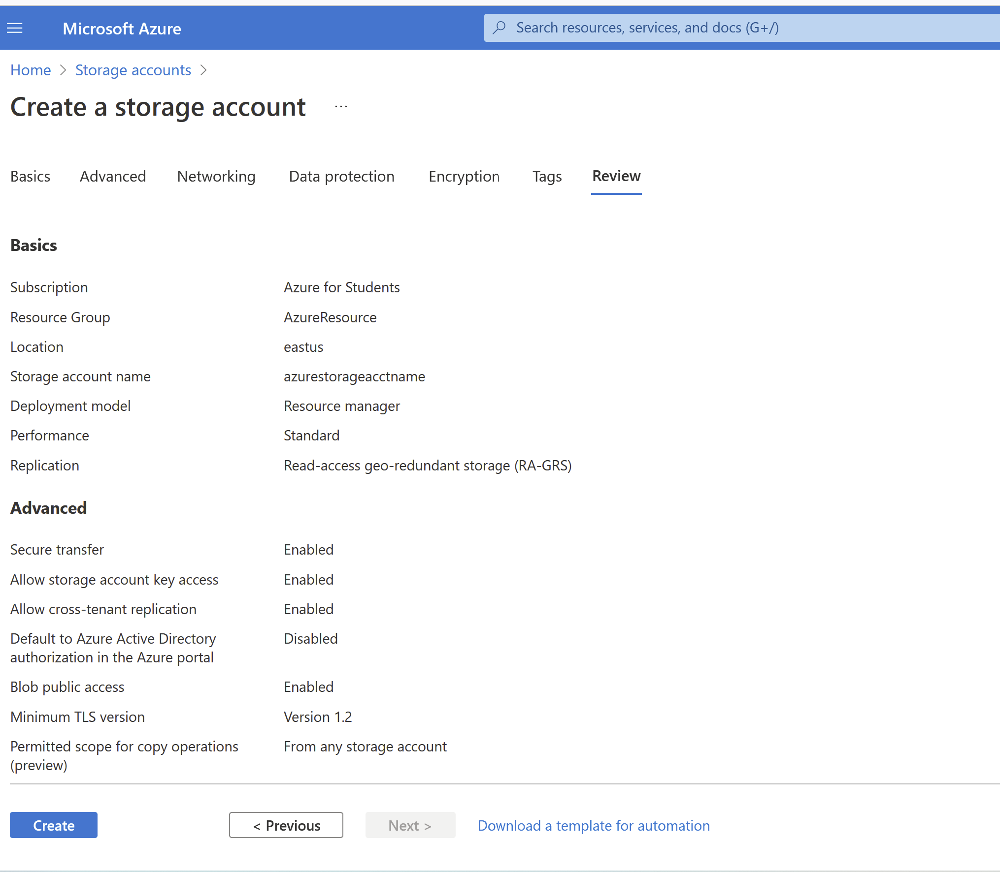 Microsoft Azure
Search resources, services, and docs (G+/)
Home > Storage accounts >
Create a storage account ...
Basics Advanced Networking Data protection Encryption Tags Review
Basics
Subscription Azure for Students
Resource Group AzureResource
Location eastus
Storage account name azurestorageacctname
Deployment model Resource manager
Performance Standard
Replication Read-access geo-redundant storage (RA-GRS)
Advanced
Secure transfer Enabled
Allow storage account key access Enabled
Allow cross-tenant replication Enabled
Default to Azure Active Directory Disabled
authorization in the Azure portal
Blob public access Enabled
Minimum TLS version Version 1.2
Permitted scope for copy operations From any storage account
(preview)
Create < Previous Next > Download a template for automation